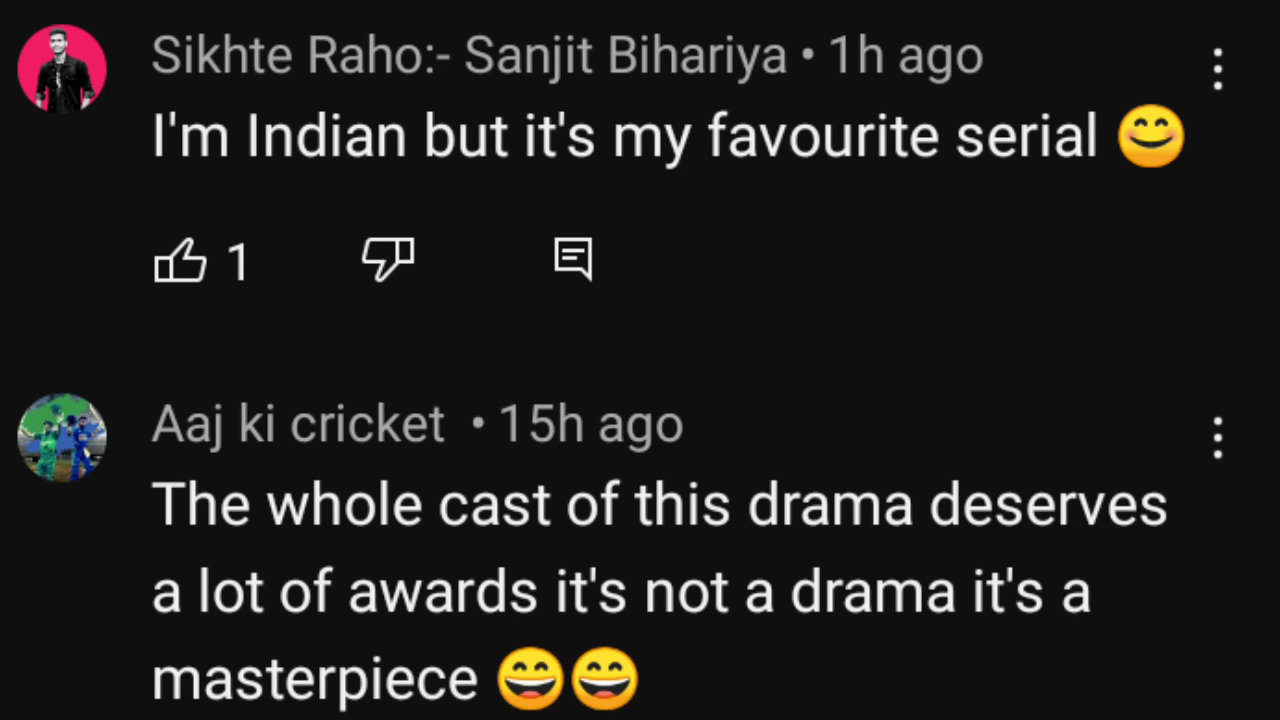 Sikhte Raho:- Sanjit Bihariya • 1h ago
I'm Indian but it's my favourite serial 😊
1
Aaj ki cricket • 15h ago
The whole cast of this drama deserves
a lot of awards it's not a drama it's a
masterpiece 😄😄